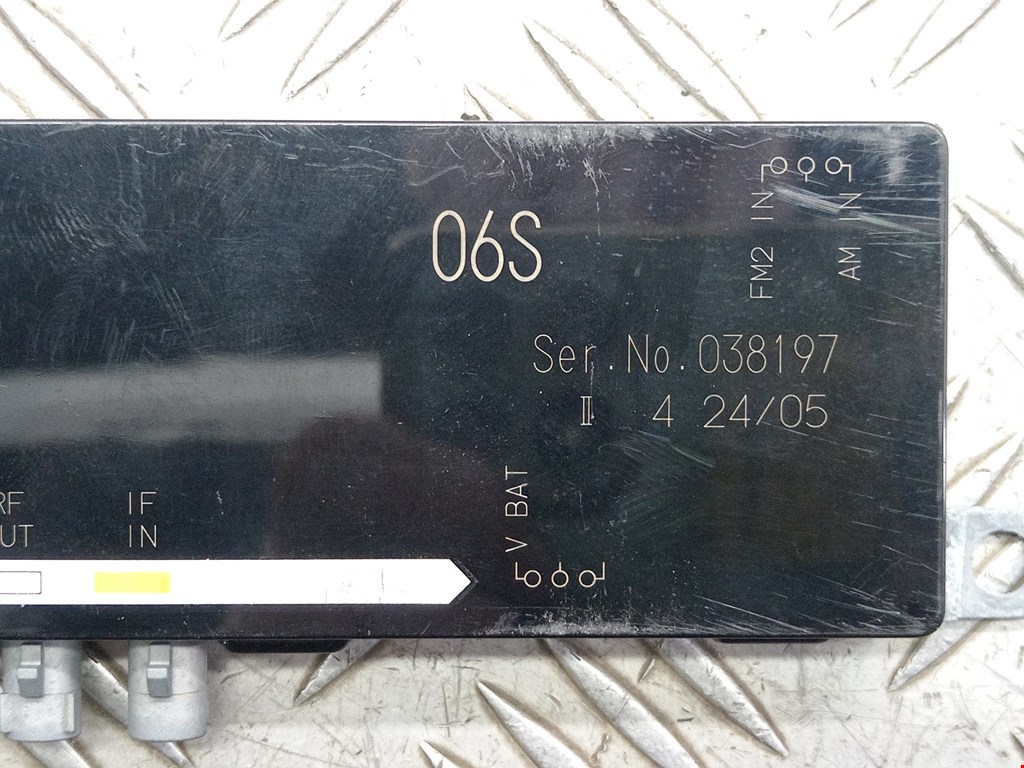 06S
FM2 IN
AM IN
Ser.No.038197
II 4 24/05
V BAT
RF
IF
UT
IN